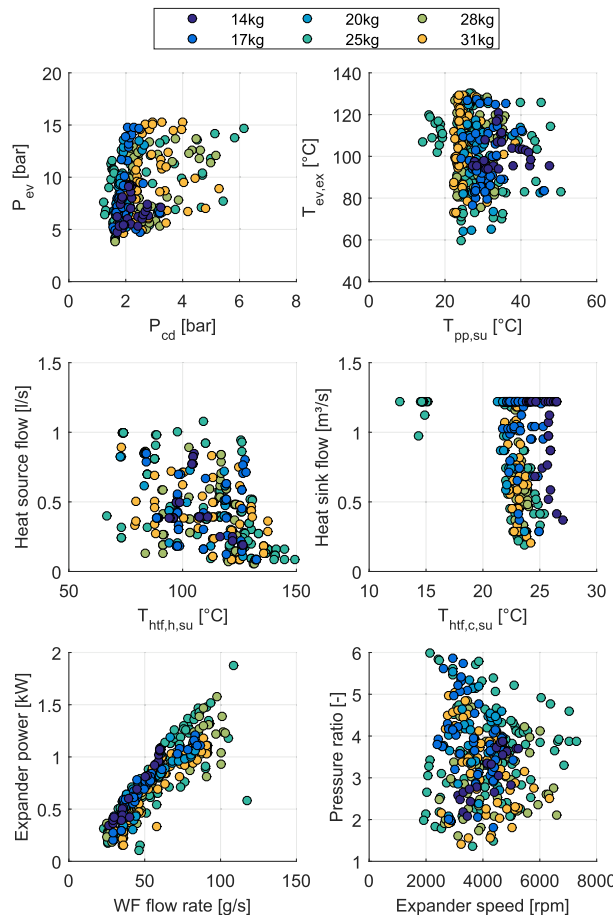 14kg 20kg 28kg
17kg 25kg 31kg
20
15
10
5
0
P_ev [bar]
0 2 4 6 8
P_cd [bar]
140
120
100
80
60
40
T_ev,ex [°C]
0 20 40 60
T_pp,su [°C]
1.5
1
0.5
0
Heat source flow [l/s]
50 100 150
T_htf,h,su [°C]
1.5
1
0.5
0
Heat sink flow [m³/s]
10 15 20 25 30
T_htf,c,su [°C]
2
1.5
1
0.5
0
Expander power [kW]
0 50 100 150
WF flow rate [g/s]
6
5
4
3
2
1
Pressure ratio [-]
0 2000 4000 6000 8000
Expander speed [rpm]